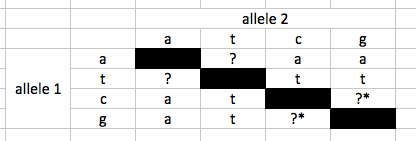 allele 2
a t c g
a ? a a
allele 1
t ? t t
c a t ?*
g a t ?*